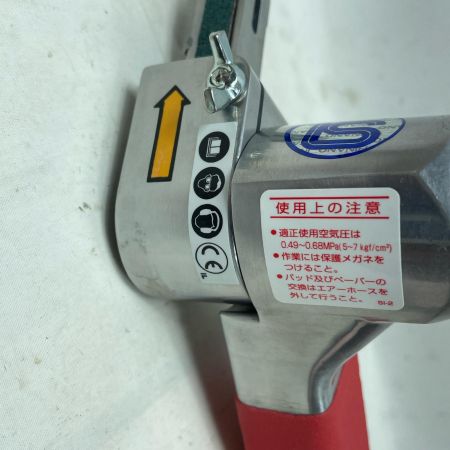 使用上の注意
●適正使用空気圧は
0.49~0.68MPa(5~7 kgf/cm²)
●作業には保護メガネを
つけること。
●パッド及びペーパーの
交換はエアーホースを
外して行うこと。
SI-2
CE